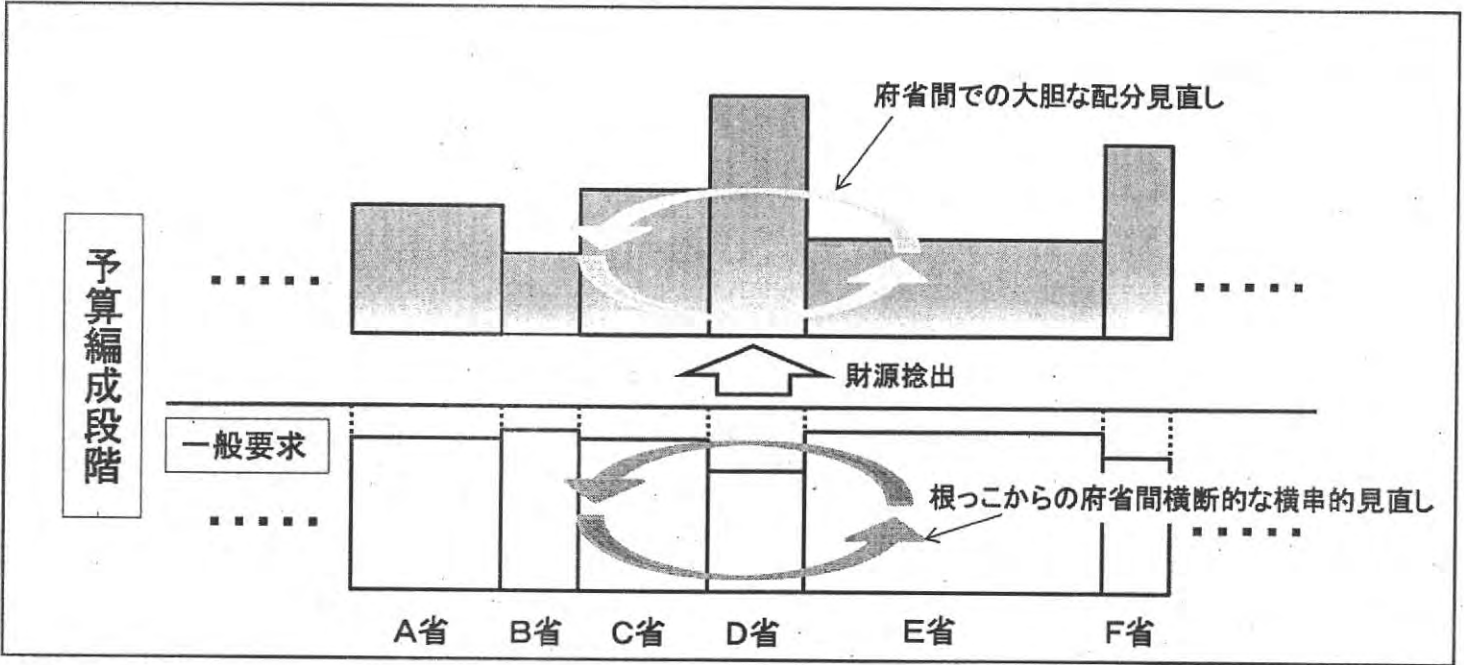 府省間での大胆な配分見直し
予算編成段階
財源捻出
一般要求
根っこからの府省間横断的な横串的見直し
A省 B省 C省 D省 E省 F省